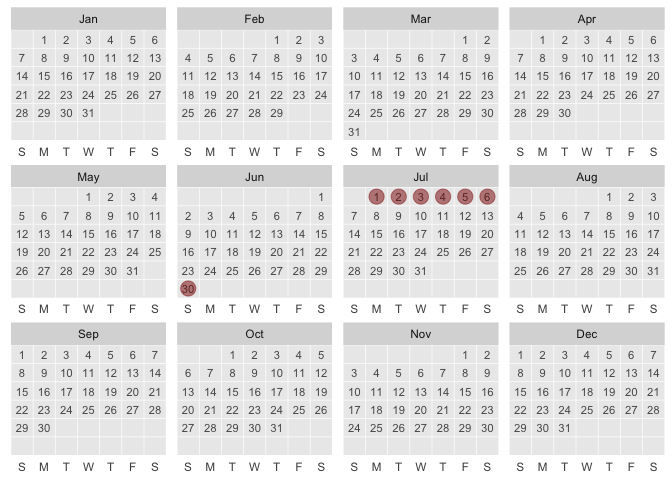 Jan Feb Mar Apr
1 2 3 4 5 6 1 2 3 1 2 1 2 3 4 5 6
7 8 9 10 11 12 13 4 5 6 7 8 9 10 3 4 5 6 7 8 9 7 8 9 10 11 12 13
14 15 16 17 18 19 20 11 12 13 14 15 16 17 10 11 12 13 14 15 16 14 15 16 17 18 19 20
21 22 23 24 25 26 27 18 19 20 21 22 23 24 17 18 19 20 21 22 23 21 22 23 24 25 26 27
28 29 30 31 25 26 27 28 29 24 25 26 27 28 29 30 28 29 30
31
S M T W T F S S M T W T F S S M T W T F S S M T W T F S
May Jun Jul Aug
1 2 3 4 1 1 2 3 4 5 6 1 2 3
5 6 7 8 9 10 11 2 3 4 5 6 7 8 7 8 9 10 11 12 13 4 5 6 7 8 9 10
12 13 14 15 16 17 18 9 10 11 12 13 14 15 14 15 16 17 18 19 20 11 12 13 14 15 16 17
19 20 21 22 23 24 25 16 17 18 19 20 21 22 21 22 23 24 25 26 27 18 19 20 21 22 23 24
26 27 28 29 30 31 23 24 25 26 27 28 29 28 29 30 31 25 26 27 28 29 30 31
30
S M T W T F S S M T W T F S S M T W T F S S M T W T F S
Sep Oct Nov Dec
1 2 3 4 5 6 7 1 2 3 4 5 1 2 1 2 3 4 5 6 7
8 9 10 11 12 13 14 6 7 8 9 10 11 12 3 4 5 6 7 8 9 8 9 10 11 12 13 14
15 16 17 18 19 20 21 13 14 15 16 17 18 19 10 11 12 13 14 15 16 15 16 17 18 19 20 21
22 23 24 25 26 27 28 20 21 22 23 24 25 26 17 18 19 20 21 22 23 22 23 24 25 26 27 28
29 30 27 28 29 30 31 24 25 26 27 28 29 30 29 30 31
S M T W T F S S M T W T F S S M T W T F S S M T W T F S